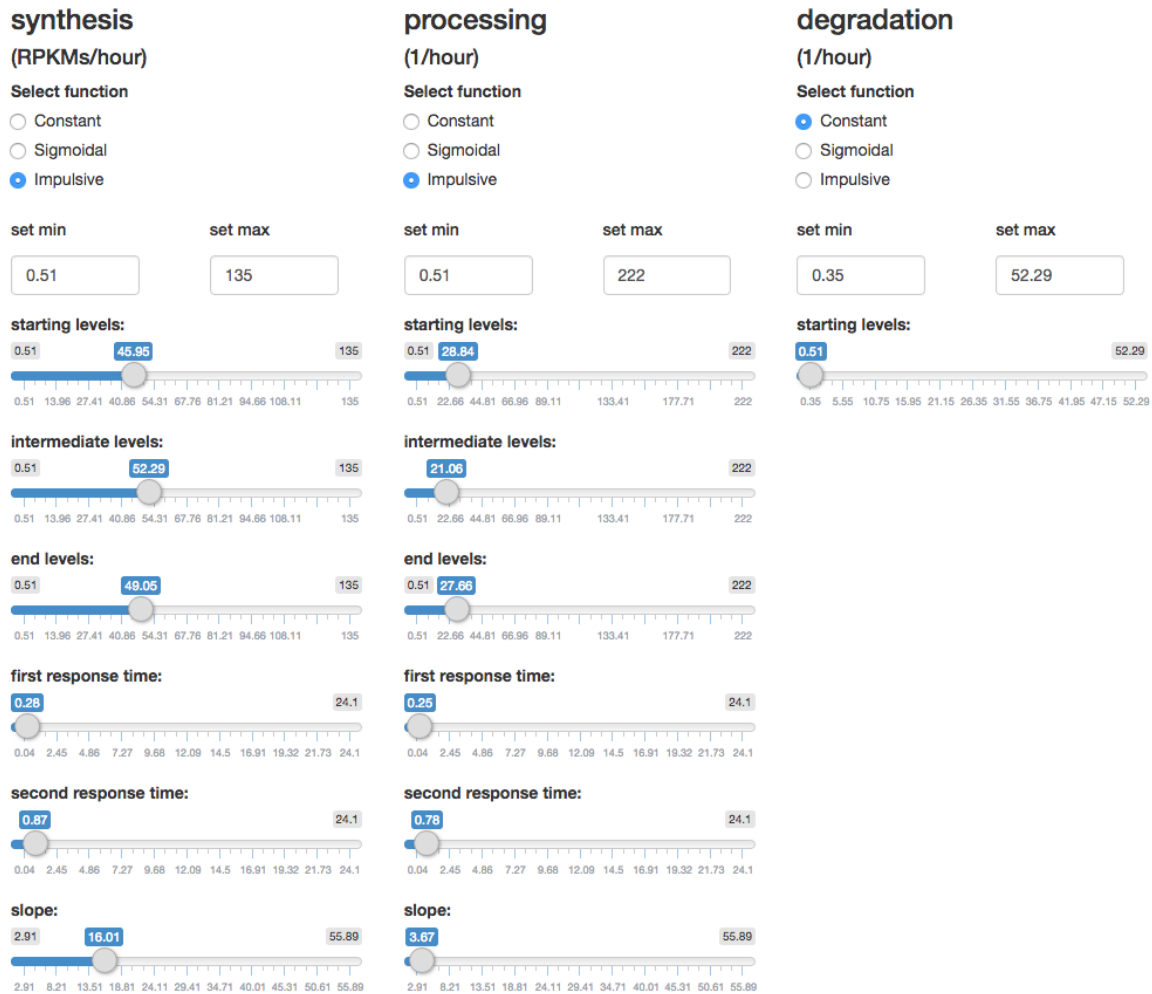 synthesis
(RPKMs/hour)
Select function
Constant
Sigmoidal
Impulsive
set min set max
0.51 135
starting levels:
0.51 45.95 135
0.51 13.96 27.41 40.86 54.31 67.76 81.21 94.66 108.11 135
intermediate levels:
0.51 52.29 135
0.51 13.96 27.41 40.86 54.31 67.76 81.21 94.66 108.11 135
end levels:
0.51 49.05 135
0.51 13.96 27.41 40.86 54.31 67.76 81.21 94.66 108.11 135
first response time:
0.28 24.1
0.04 2.45 4.86 7.27 9.68 12.09 14.5 16.91 19.32 21.73 24.1
second response time:
0.87 24.1
0.04 2.45 4.86 7.27 9.68 12.09 14.5 16.91 19.32 21.73 24.1
slope:
2.91 16.01 55.89
2.91 8.21 13.51 18.81 24.11 29.41 34.71 40.01 45.31 50.61 55.89
processing
(1/hour)
Select function
Constant
Sigmoidal
Impulsive
set min set max
0.51 222
starting levels:
0.51 28.84 222
0.51 22.66 44.81 66.96 89.11 133.41 177.71 222
intermediate levels:
21.06 222
0.51 22.66 44.81 66.96 89.11 133.41 177.71 222
end levels:
0.51 27.66 222
0.51 22.66 44.81 66.96 89.11 133.41 177.71 222
first response time:
0.25 24.1
0.04 2.45 4.86 7.27 9.68 12.09 14.5 16.91 19.32 21.73 24.1
second response time:
0.78 24.1
0.04 2.45 4.86 7.27 9.68 12.09 14.5 16.91 19.32 21.73 24.1
slope:
3.67 55.89
2.91 8.21 13.51 18.81 24.11 29.41 34.71 40.01 45.31 50.61 55.89
degradation
(1/hour)
Select function
Constant
Sigmoidal
Impulsive
set min set max
0.35 52.29
starting levels:
0.51 52.29
0.35 5.55 10.75 15.95 21.15 26.35 31.55 36.75 41.95 47.15 52.29